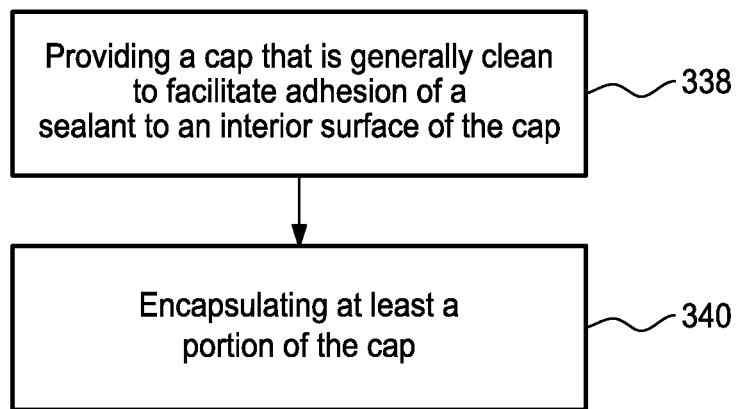 Providing a cap that is generally clean
to facilitate adhesion of a
sealant to an interior surface of the cap
338
Encapsulating at least a
portion of the cap
340